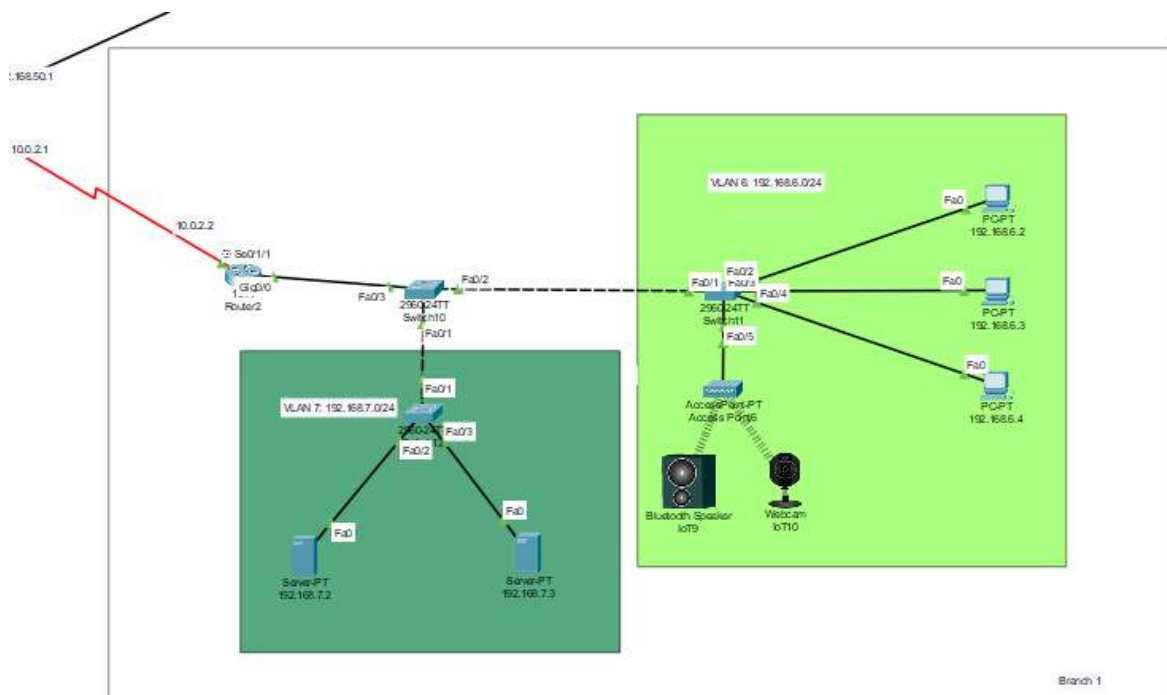 .168.50.1
10.0.2.1
10.0.2.2
Se0/1/1
Gig0/0
Router2
Fa0/3
Fa0/2
2960-24TT
Switch10
Fa0/1
Fa0/1
VLAN 7: 192.168.7.0/24
Fa0/3
Fa0/2
Fa0
Fa0
Server-PT
192.168.7.2
Server-PT
192.168.7.3
VLAN 6: 192.168.6.0/24
Fa0/1
Fa0/2
Fa0/3
Fa0/4
2960-24TT
Switch11
Fa0/5
Fa0
PC-PT
192.168.6.2
Fa0
PC-PT
192.168.6.3
Fa0
PC-PT
192.168.6.4
AccessPoint-PT
Bluetooth Speaker
IoT9
Webcam
IoT10
Branch 1